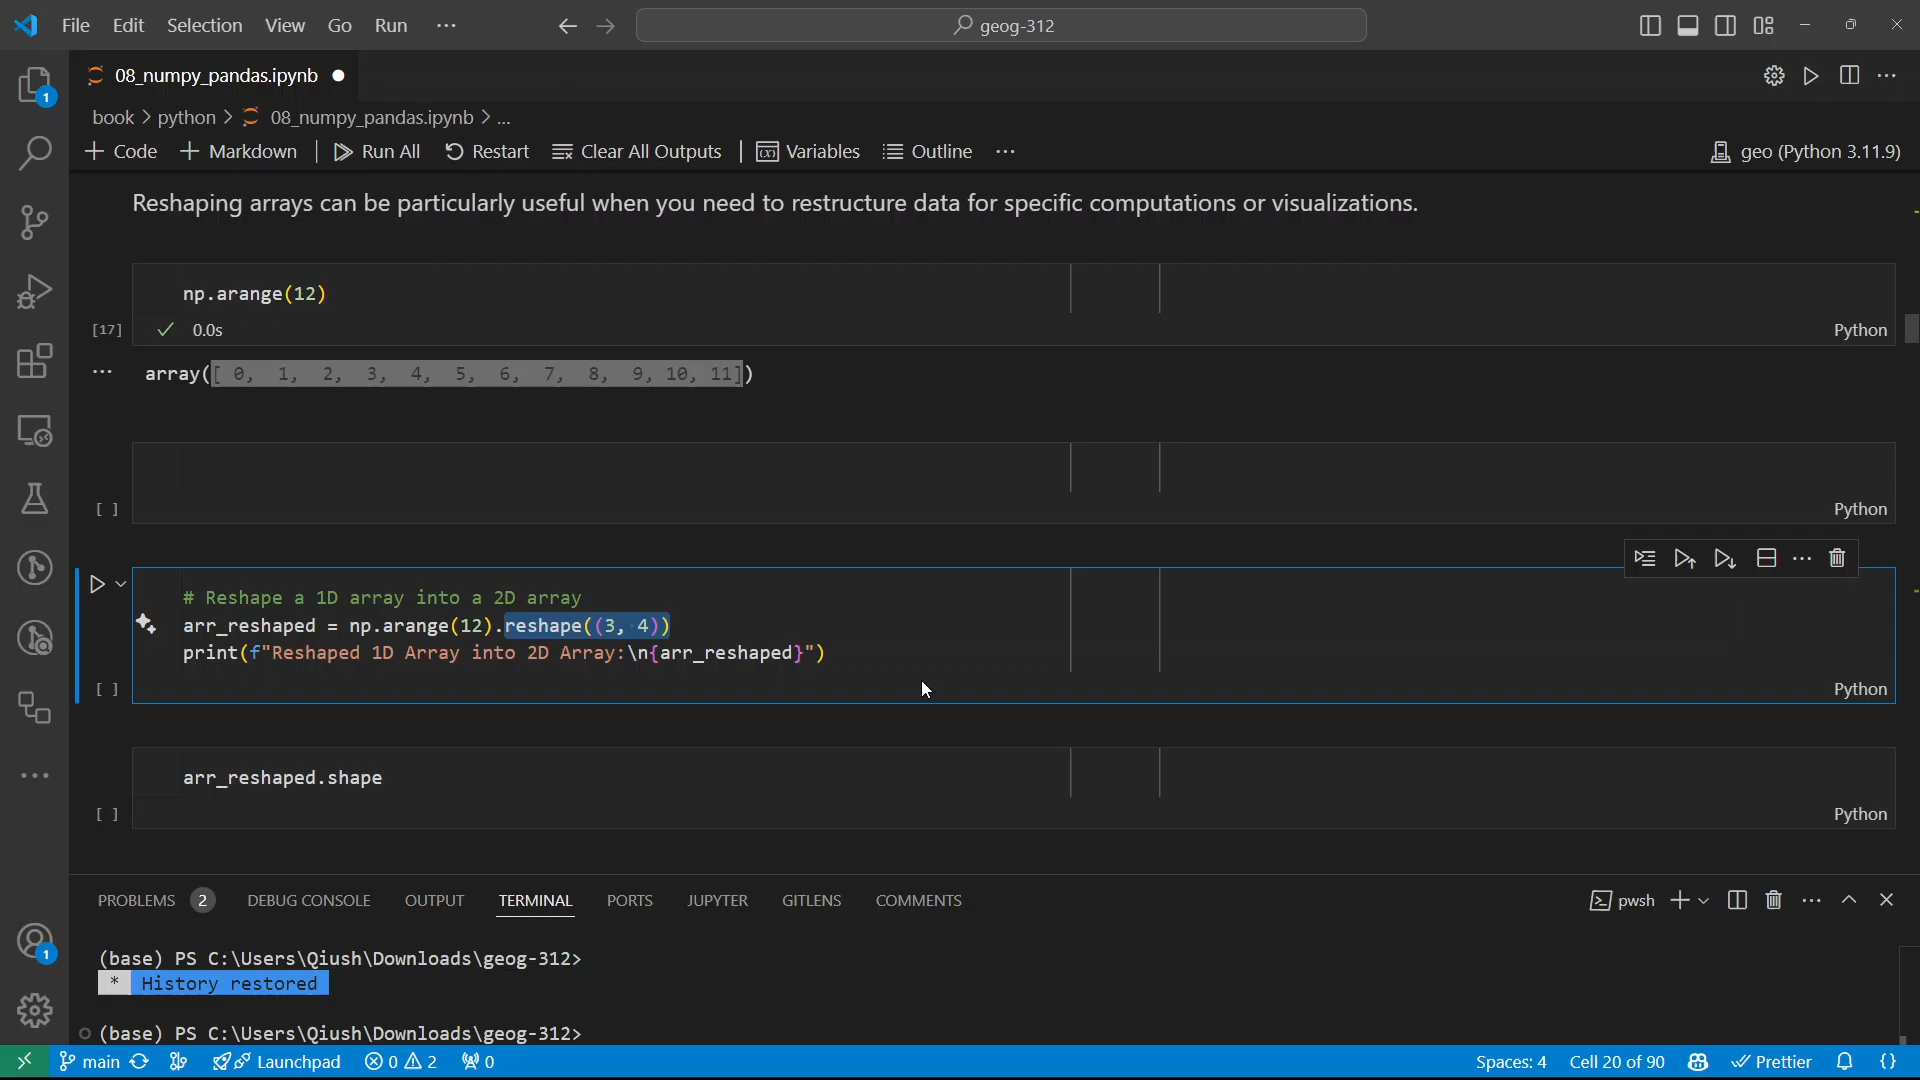 File Edit Selection View Go Run ···
geog-312
08_numpy_pandas.ipynb
book > python > 08_numpy_pandas.ipynb > ...
Code Markdown Run All Restart Clear All Outputs Variables Outline ···
geo (Python 3.11.9)
Reshaping arrays can be particularly useful when you need to restructure data for specific computations or visualizations.
np.arange(12)
[17] 0.0s
Python
array([ 0,  1,  2,  3,  4,  5,  6,  7,  8,  9, 10, 11])
[ ]
Python
# Reshape a 1D array into a 2D array
arr_reshaped = np.arange(12).reshape((3, 4))
print(f"Reshaped 1D Array into 2D Array:\n{arr_reshaped}")
[ ]
Python
arr_reshaped.shape
[ ]
Python
PROBLEMS 2 DEBUG CONSOLE OUTPUT TERMINAL PORTS JUPYTER GITLENS COMMENTS
pwsh
(base) PS C:\Users\Qiush\Downloads\geog-312>
* History restored
(base) PS C:\Users\Qiush\Downloads\geog-312>
1
1
main Launchpad 0 2 0
Spaces: 4 Cell 20 of 90 Prettier {}